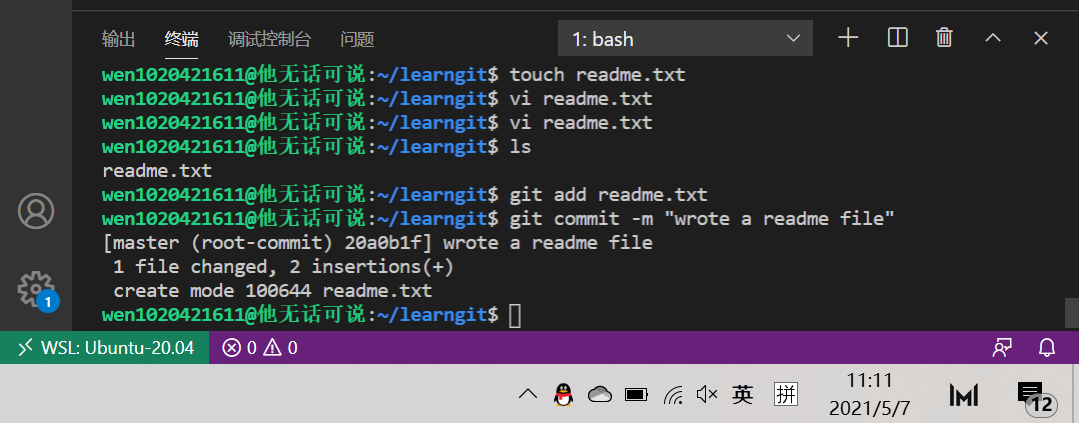 输出 终端 调试控制台 问题 1: bash
wen1020421611@他无话可说:~/learngit$ touch readme.txt
wen1020421611@他无话可说:~/learngit$ vi readme.txt
wen1020421611@他无话可说:~/learngit$ vi readme.txt
wen1020421611@他无话可说:~/learngit$ ls
readme.txt
wen1020421611@他无话可说:~/learngit$ git add readme.txt
wen1020421611@他无话可说:~/learngit$ git commit -m "wrote a readme file"
[master (root-commit) 20a0b1f] wrote a readme file
 1 file changed, 2 insertions(+)
 create mode 100644 readme.txt
wen1020421611@他无话可说:~/learngit$
1
WSL: Ubuntu-20.04 0 0
英 拼 11:11
2021/5/7 12